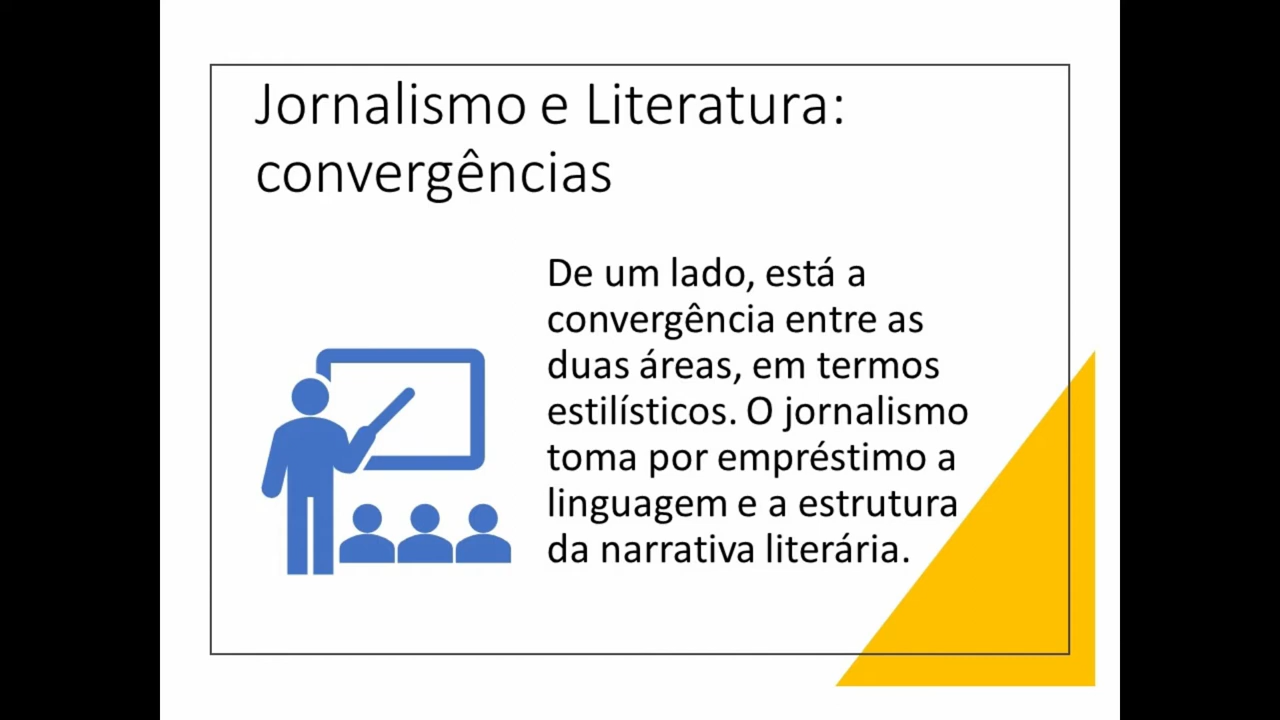 Jornalismo e Literatura:
convergências
De um lado, está a
convergência entre as
duas áreas, em termos
estilísticos. O jornalismo
toma por empréstimo a
linguagem e a estrutura
da narrativa literária.